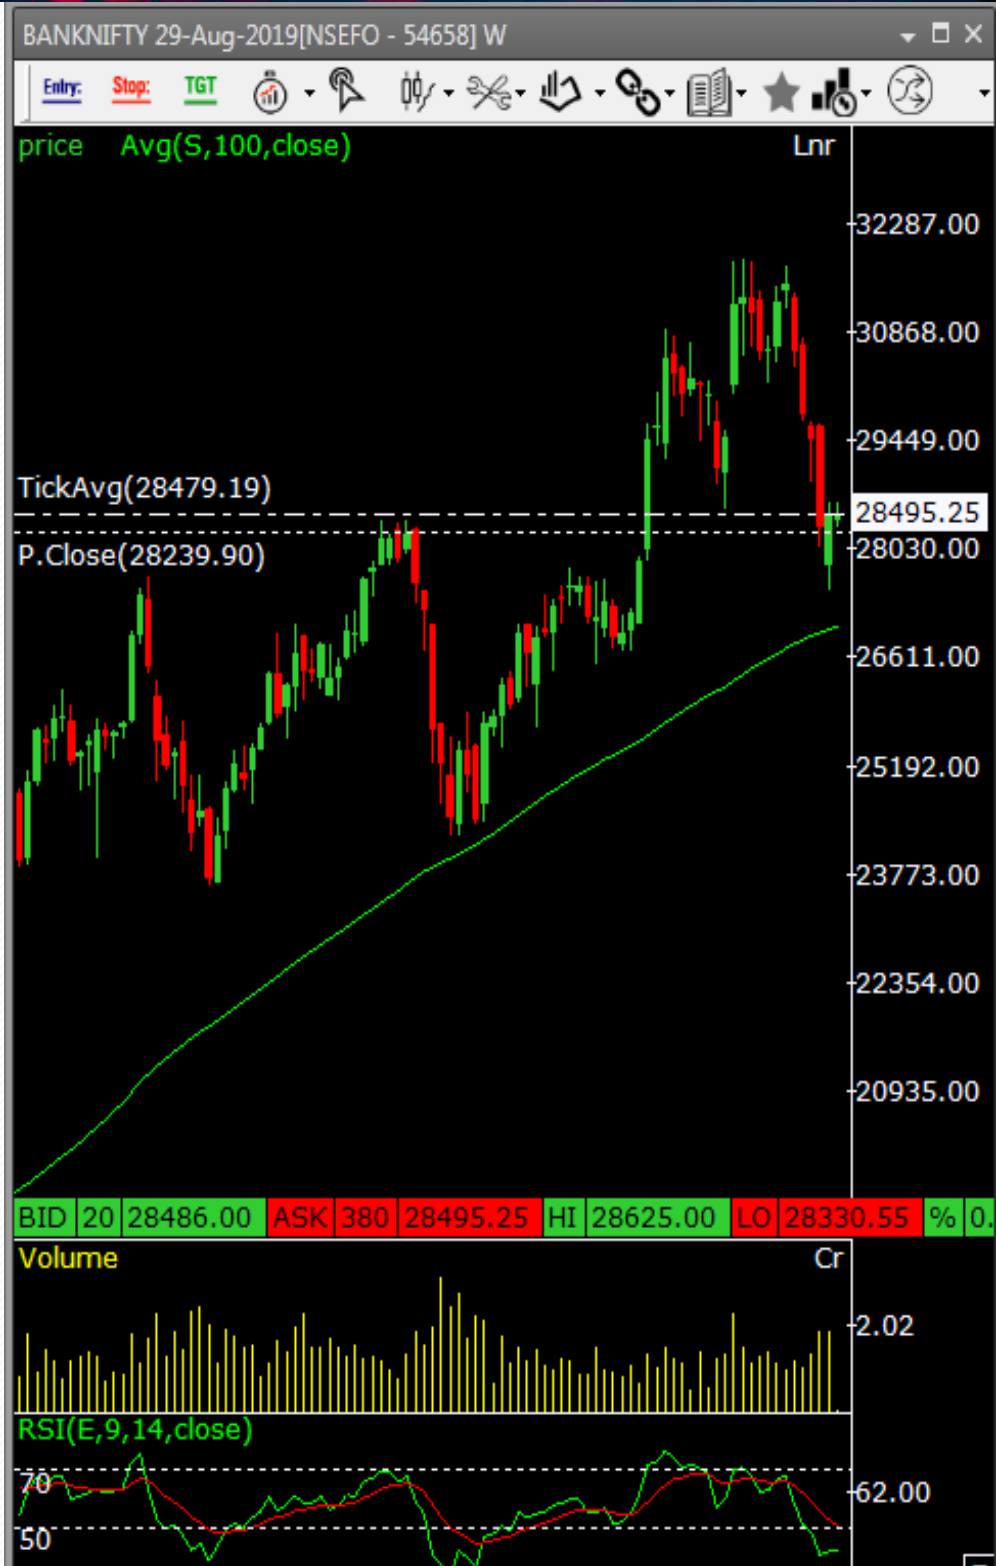 BANKNIFTY 29-Aug-2019[NSEFO - 54658] W
Entry: Stop: TGT
price Avg(S,100,close) Lnr
32287.00
30868.00
29449.00
TickAvg(28479.19)
28495.25
28030.00
P.Close(28239.90)
26611.00
25192.00
23773.00
22354.00
20935.00
BID 20 28486.00 ASK 380 28495.25 HI 28625.00 LO 28330.55 % 0.
Volume Cr
2.02
RSI(E,9,14,close)
70
62.00
50